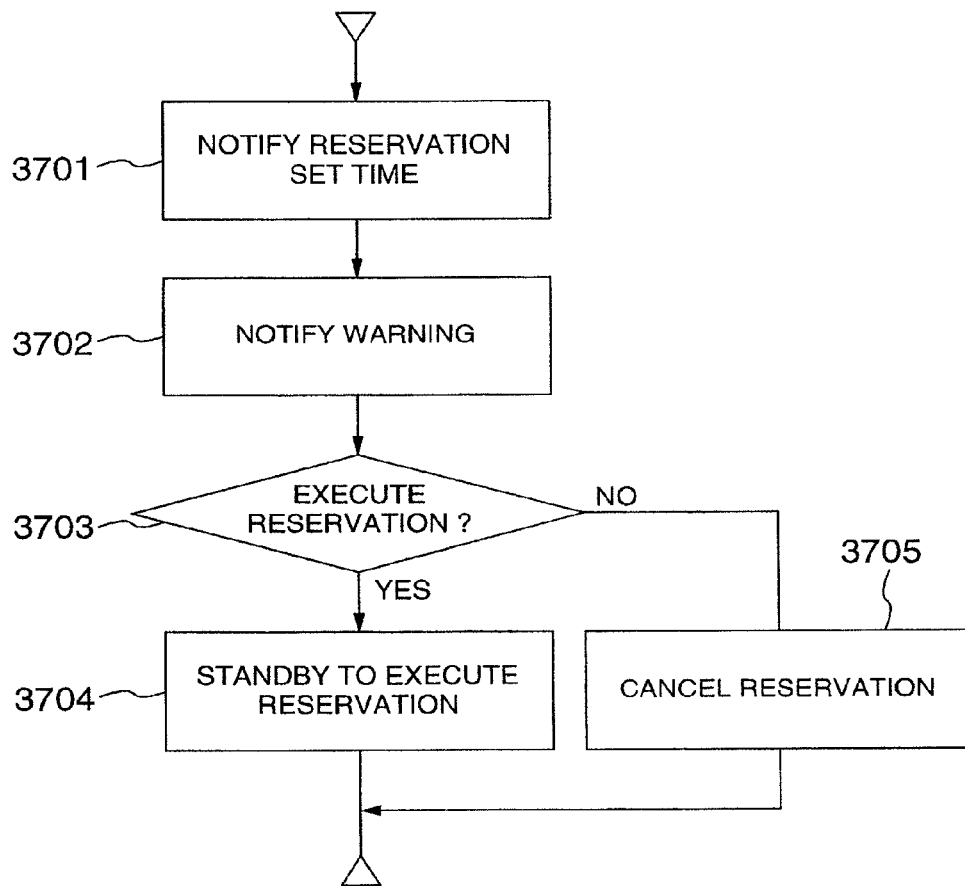 3701
NOTIFY RESERVATION
SET TIME
3702
NOTIFY WARNING
3703
EXECUTE
RESERVATION ?
NO
YES
3705
3704
STANDBY TO EXECUTE
RESERVATION
CANCEL RESERVATION